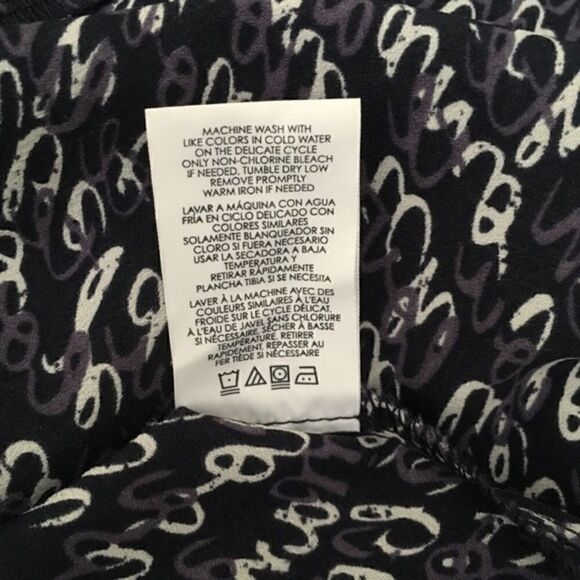 MACHINE WASH WITH
LIKE COLORS IN COLD WATER
ON THE DELICATE CYCLE
ONLY NON-CHLORINE BLEACH
IF NEEDED, TUMBLE DRY LOW
REMOVE PROMPTLY
WARM IRON IF NEEDED
LAVAR A MÁQUINA CON AGUA
FRÍA EN CICLO DELICADO CON
COLORES SIMILARES
SOLAMENTE BLANQUEADOR SIN
CLORO SI FUERA NECESARIO
USAR LA SECADORA A BAJA
TEMPERATURA Y
RETIRAR RÁPIDAMENTE
PLANCHA TIBIA SI SE NECESITA
LAVER À LA MACHINE AVEC DES
COULEURS SIMILAIRES À L'EAU
FROIDE SUR LE CYCLE DÉLICAT,
À L'EAU DE JAVEL SANS CHLORURE
SI NÉCESSAIRE, SÉCHER À BASSE
TEMPÉRATURE. RETIRER
RAPIDEMENT, REPASSER AU
FER TIÈDE SI NÉCESSAIRE